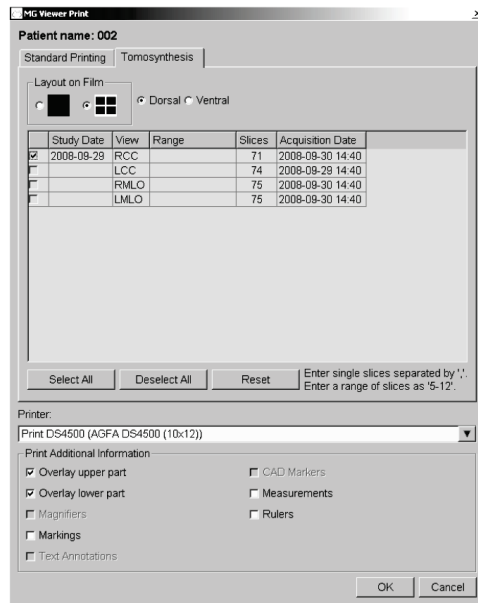 MG Viewer Print
Patient name: 002
Standard Printing Tomosynthesis
Layout on Film
Dorsal Ventral
Study Date View Range Slices Acquisition Date
2008-09-29 RCC 71 2008-09-30 14:40
LCC 74 2008-09-29 14:40
RMLO 75 2008-09-30 14:40
LMLO 75 2008-09-30 14:40
Select All Deselect All Reset Enter single slices separated by ','.
Enter a range of slices as '5-12'.
Printer:
Print DS4500 (AGFA DS4500 (10x12))
Print Additional Information
Overlay upper part CAD Markers
Overlay lower part Measurements
Magnifiers Rulers
Markings
Text Annotations
OK Cancel